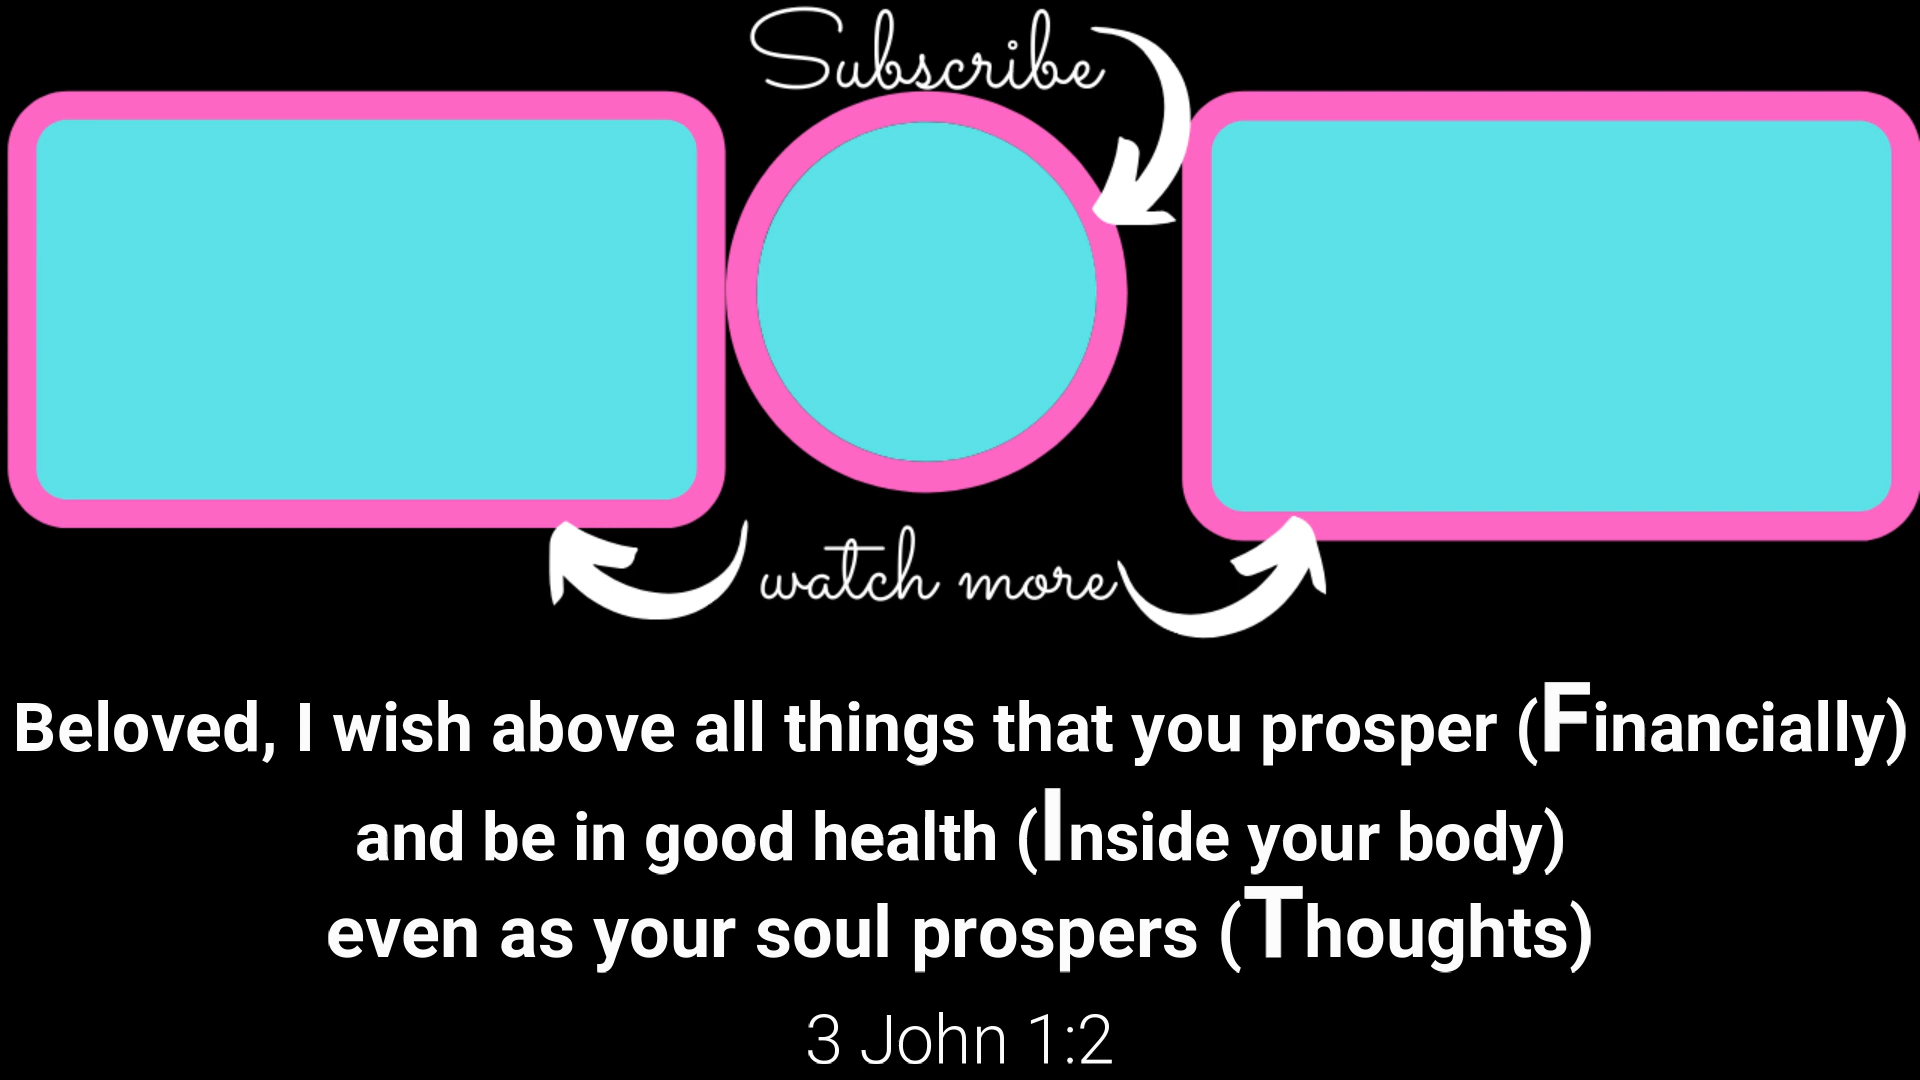 Subscribe
watch more
Beloved, I wish above all things that you prosper (Financially)
and be in good health (Inside your body)
even as your soul prospers (Thoughts)
3 John 1:2